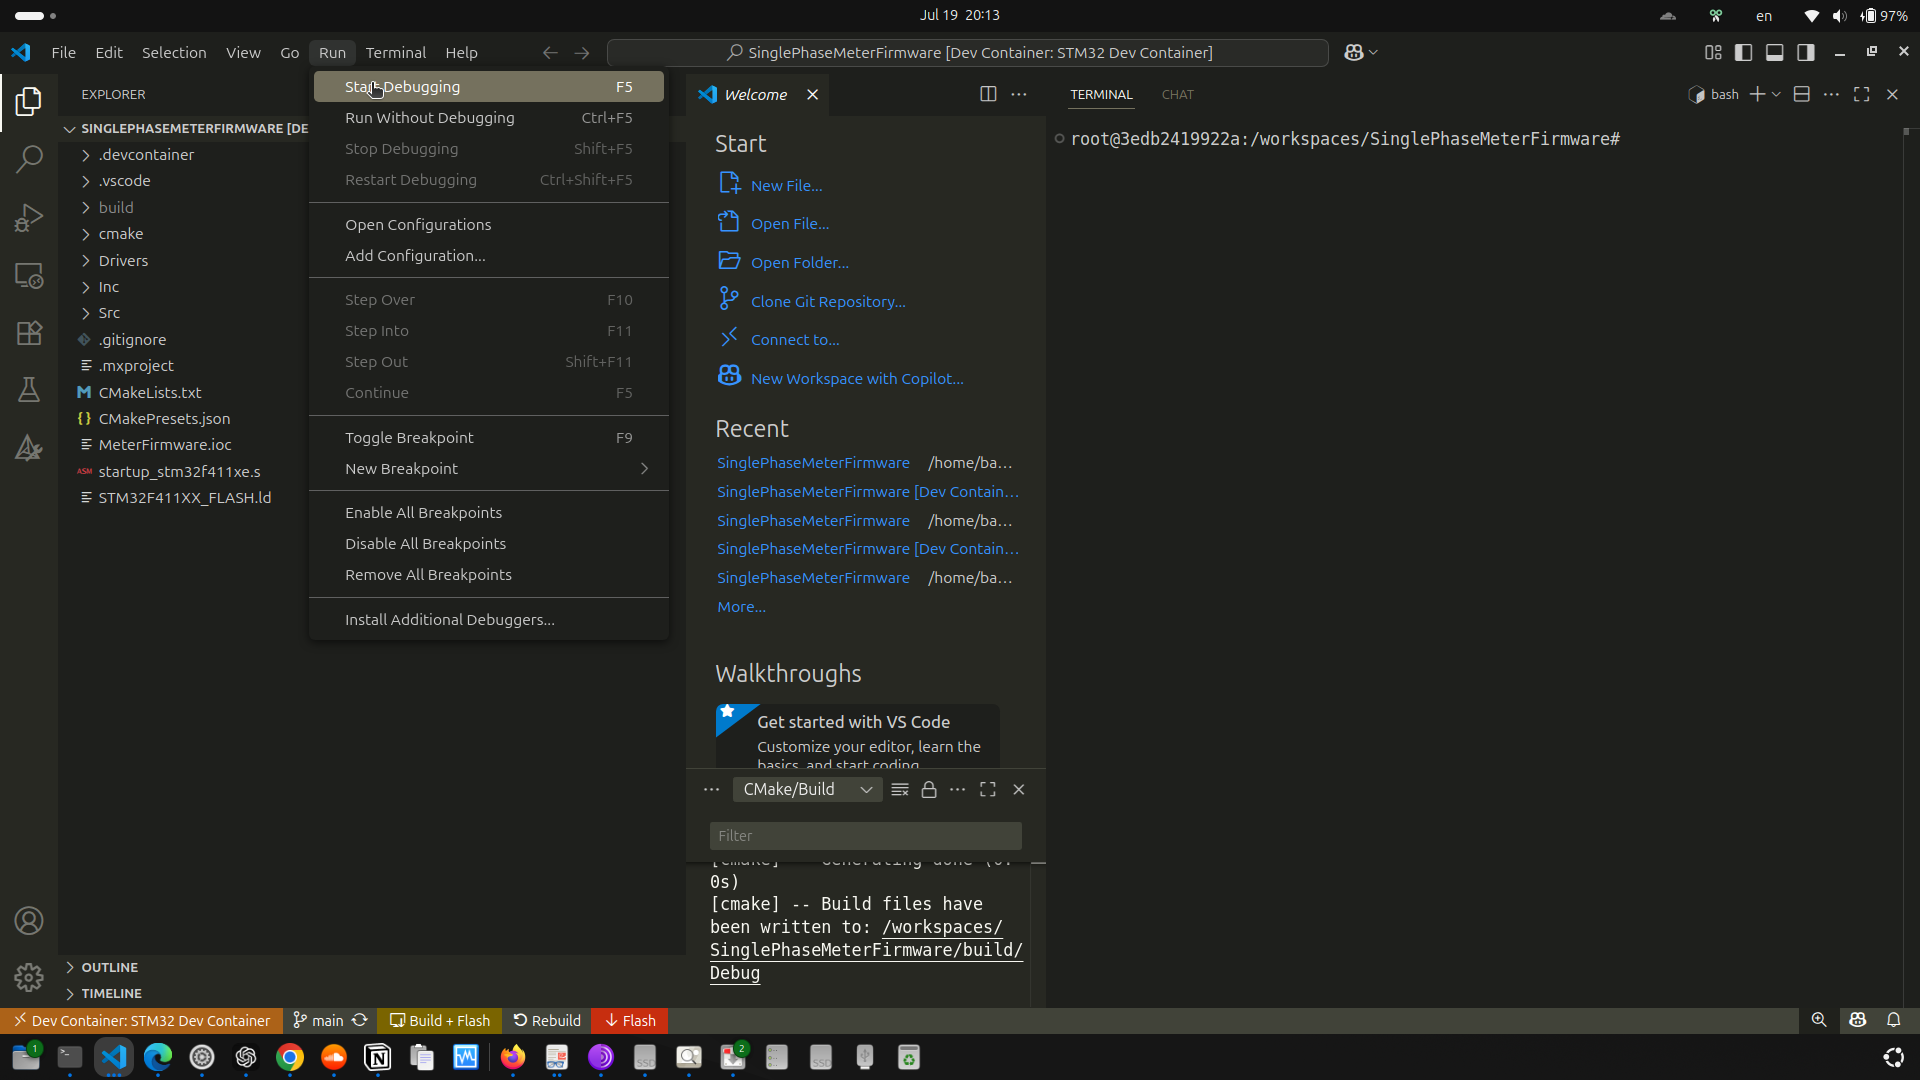 Jul 19 20:13
en
97%
File Edit Selection View Go Run Terminal Help
SinglePhaseMeterFirmware [Dev Container: STM32 Dev Container]
EXPLORER
SINGLEPHASEMETERFIRMWARE [DE
.devcontainer
.vscode
build
cmake
Drivers
Inc
Src
.gitignore
.mxproject
CMakeLists.txt
CMakePresets.json
MeterFirmware.ioc
ASM startup_stm32f411xe.s
STM32F411XX_FLASH.ld
OUTLINE
TIMELINE
Start Debugging F5
Run Without Debugging Ctrl+F5
Stop Debugging Shift+F5
Restart Debugging Ctrl+Shift+F5
Open Configurations
Add Configuration...
Step Over F10
Step Into F11
Step Out Shift+F11
Continue F5
Toggle Breakpoint F9
New Breakpoint
Enable All Breakpoints
Disable All Breakpoints
Remove All Breakpoints
Install Additional Debuggers...
Welcome
Start
New File...
Open File...
Open Folder...
Clone Git Repository...
Connect to...
New Workspace with Copilot...
Recent
SinglePhaseMeterFirmware /home/ba...
SinglePhaseMeterFirmware [Dev Contain...
SinglePhaseMeterFirmware /home/ba...
SinglePhaseMeterFirmware [Dev Contain...
SinglePhaseMeterFirmware /home/ba...
More...
Walkthroughs
Get started with VS Code
Customize your editor, learn the
basics, and start coding
CMake/Build
Filter
[cmake] -- Generating done (0.
0s)
[cmake] -- Build files have
been written to: /workspaces/
SinglePhaseMeterFirmware/build/
Debug
TERMINAL CHAT
bash
root@3edb2419922a:/workspaces/SinglePhaseMeterFirmware#
Dev Container: STM32 Dev Container main Build + Flash Rebuild Flash
1
2
SSD
SSD